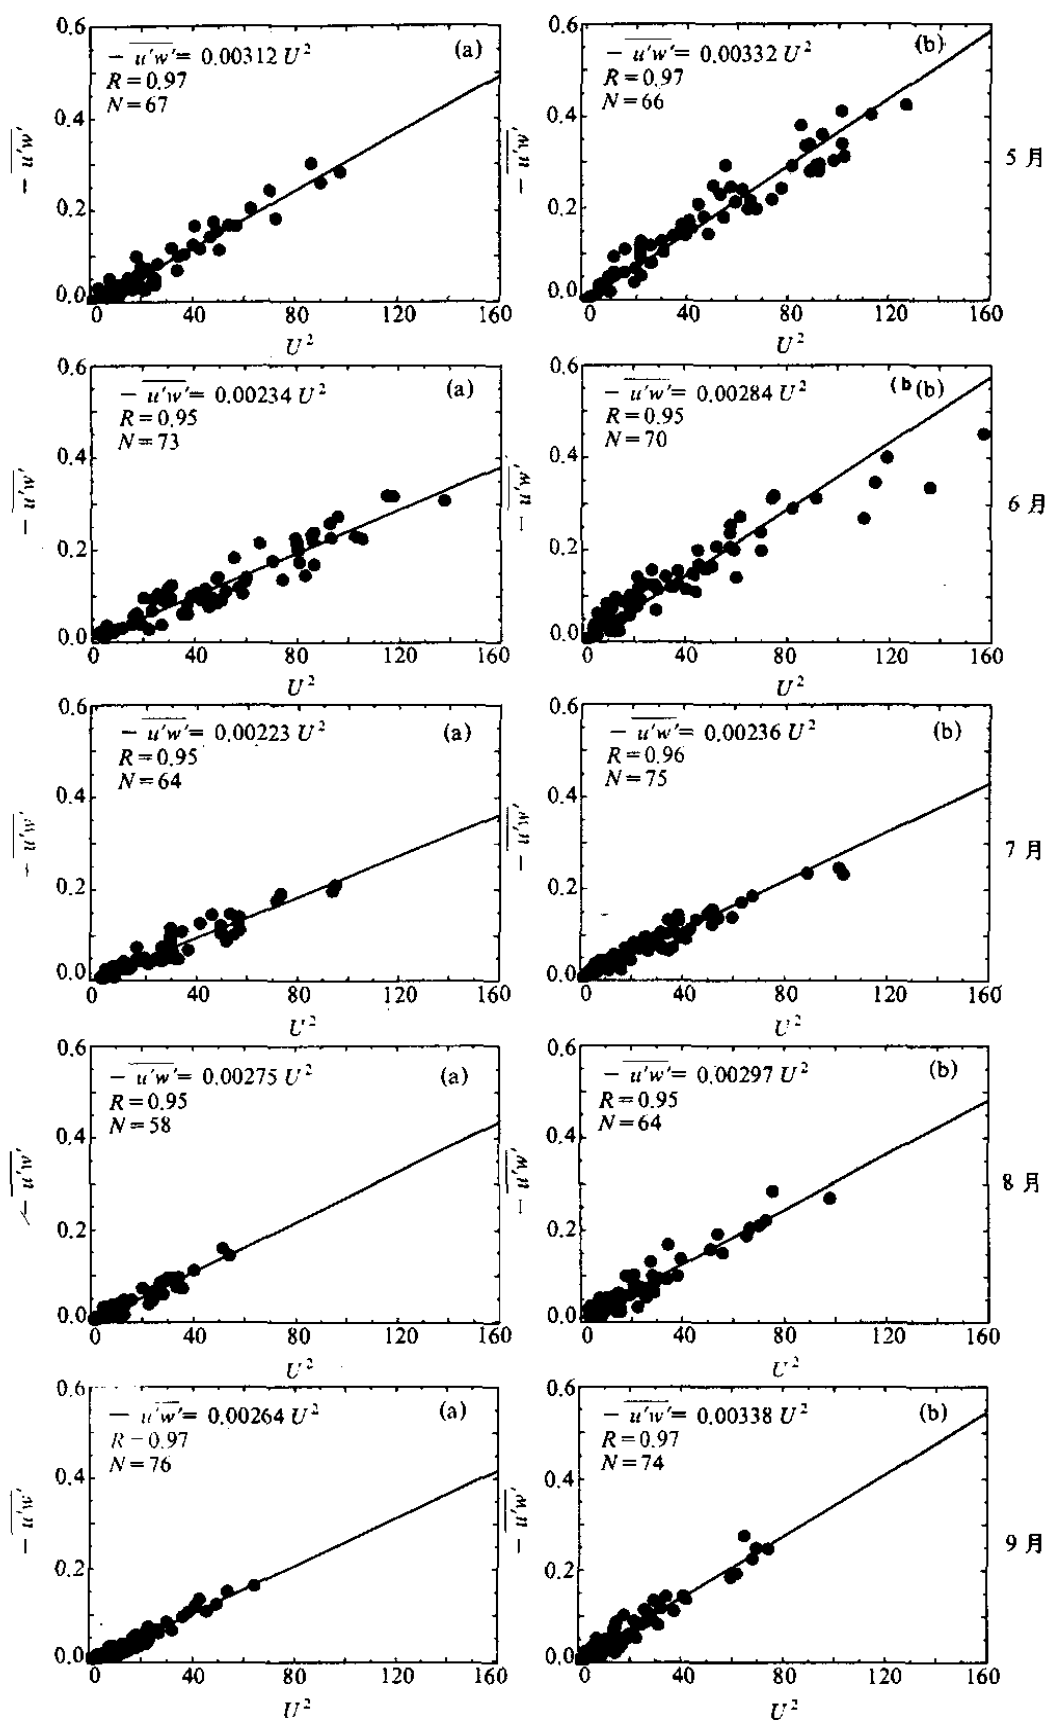 0.6
− u′w′ = 0.00312 U²
(a)
R=0.97
N=67
0.4
− u′w′
0.2
0.0
0 40 80 120 160
U²
0.6
− u′w′ = 0.00332 U²
(b)
R=0.97
N=66
0.4
− u′w′
0.2
0.0
0 40 80 120 160
U²
5月
0.6
− u′w′ = 0.00234 U²
(a)
R=0.95
N=73
0.4
− u′w′
0.2
0.0
0 40 80 120 160
U²
0.6
− u′w′ = 0.00284 U²
(b (b)
R=0.95
N=70
0.4
− u′w′
0.2
0.0
0 40 80 120 160
U²
6月
0.6
− u′w′ = 0.00223 U²
(a)
R=0.95
N=64
0.4
− u′w′
0.2
0.0
0 40 80 120 160
U²
0.6
− u′w′ = 0.00236 U²
(b)
R=0.96
N=75
0.4
− u′w′
0.2
0.0
0 40 80 120 160
U²
7月
0.6
− u′w′ = 0.00275 U²
(a)
R=0.95
N=58
0.4
− u′w′
0.2
0.0
0 40 80 120 160
U²
0.6
− u′w′ = 0.00297 U²
(b)
R=0.95
N=64
0.4
− u′w′
0.2
0.0
0 40 80 120 160
U²
8月
0.6
− u′w′ = 0.00264 U²
(a)
R=0.97
N=76
0.4
− u′w′
0.2
0.0
0 40 80 120 160
U²
0.6
− u′w′ = 0.00338 U²
(b)
R=0.97
N=74
0.4
− u′w′
0.2
0.0
0 40 80 120 160
U²
9月